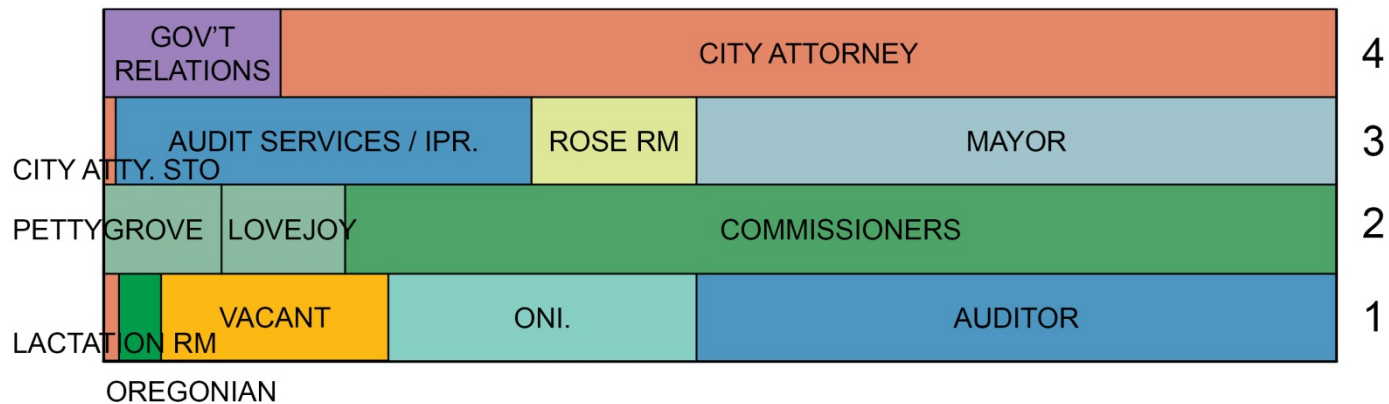 GOV'T
RELATIONS
CITY ATTORNEY
4
CITY ATTY. STO
AUDIT SERVICES / IPR.
ROSE RM
MAYOR
3
PETTYGROVE
LOVEJOY
COMMISSIONERS
2
LACTATION RM
VACANT
ONI.
AUDITOR
1
OREGONIAN